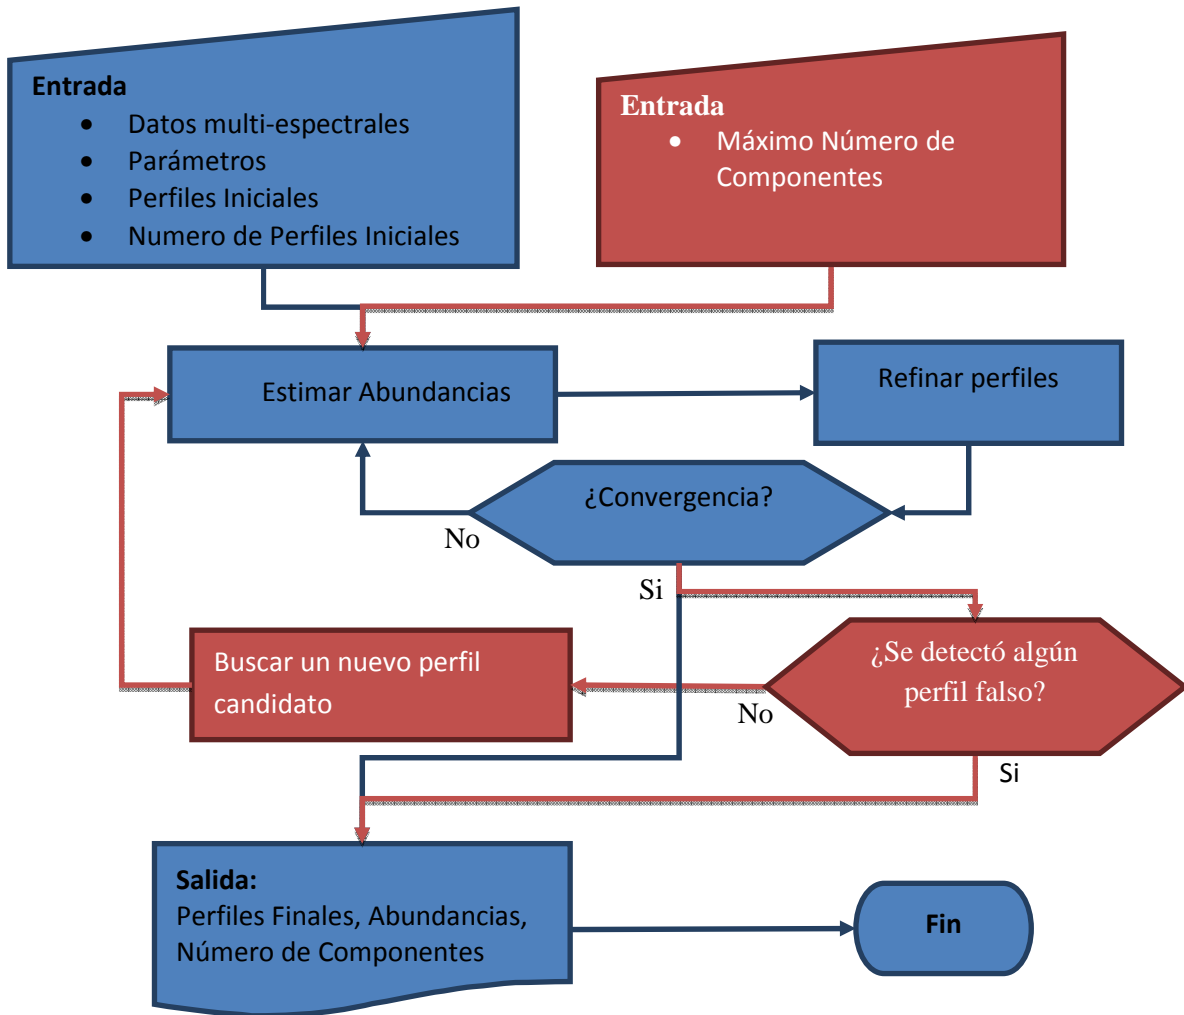 Entrada
• Datos multi-espectrales
• Parámetros
• Perfiles Iniciales
• Numero de Perfiles Iniciales
Entrada
• Máximo Número de
Componentes
Estimar Abundancias
Refinar perfiles
¿Convergencia?
No
Si
¿Se detectó algún
perfil falso?
No
Si
Buscar un nuevo perfil
candidato
Salida:
Perfiles Finales, Abundancias,
Número de Componentes
Fin